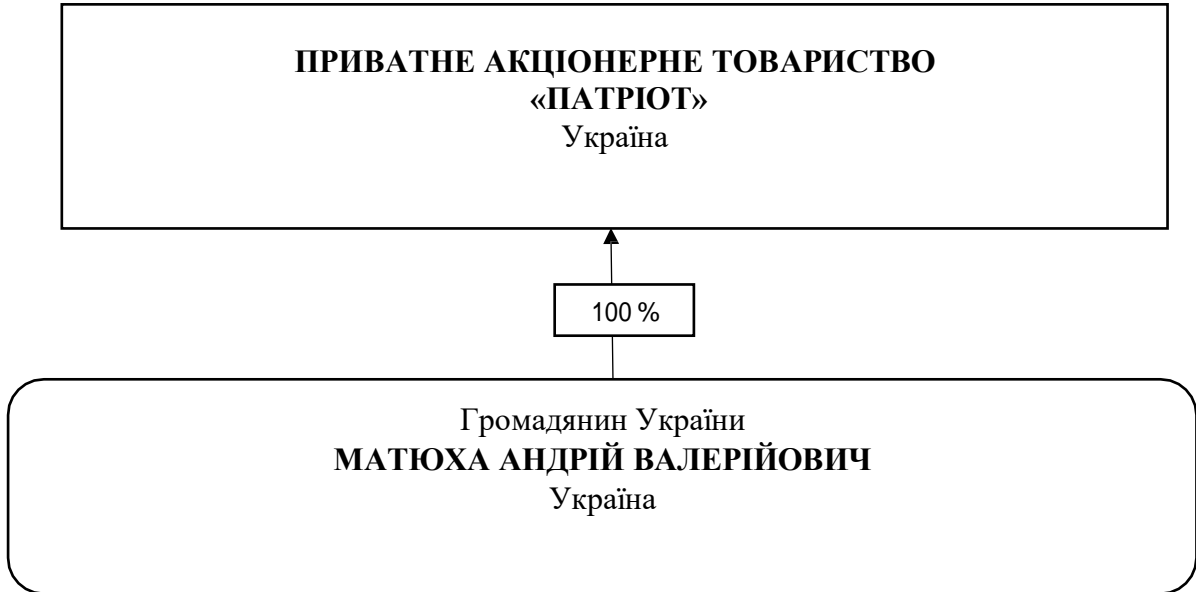 ПРИВАТНЕ АКЦІОНЕРНЕ ТОВАРИСТВО
«ПАТРІОТ»
Україна
100 %
Громадянин України
МАТЮХА АНДРІЙ ВАЛЕРІЙОВИЧ
Україна